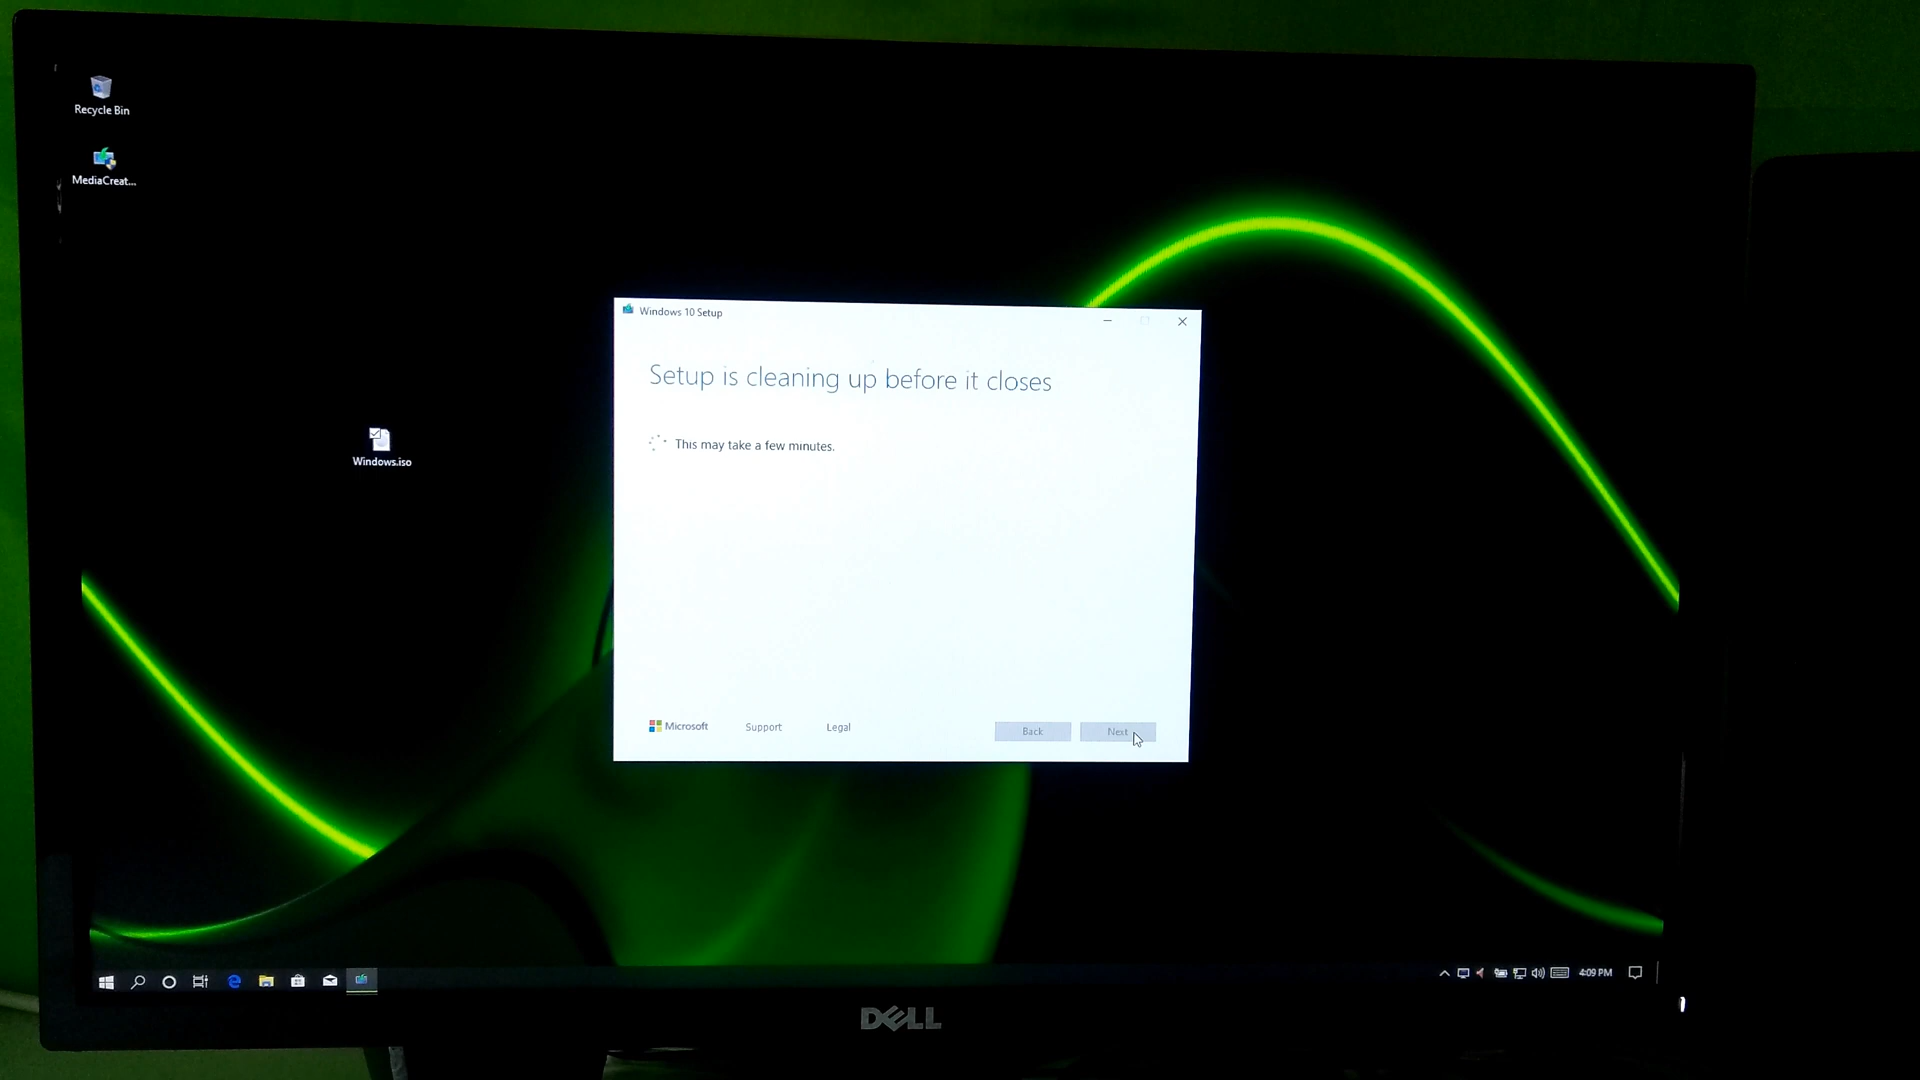 Recycle Bin
MediaCreat...
Windows.iso
Windows 10 Setup
Setup is cleaning up before it closes
This may take a few minutes.
Microsoft
Support
Legal
Back
Next
4:09 PM
DELL